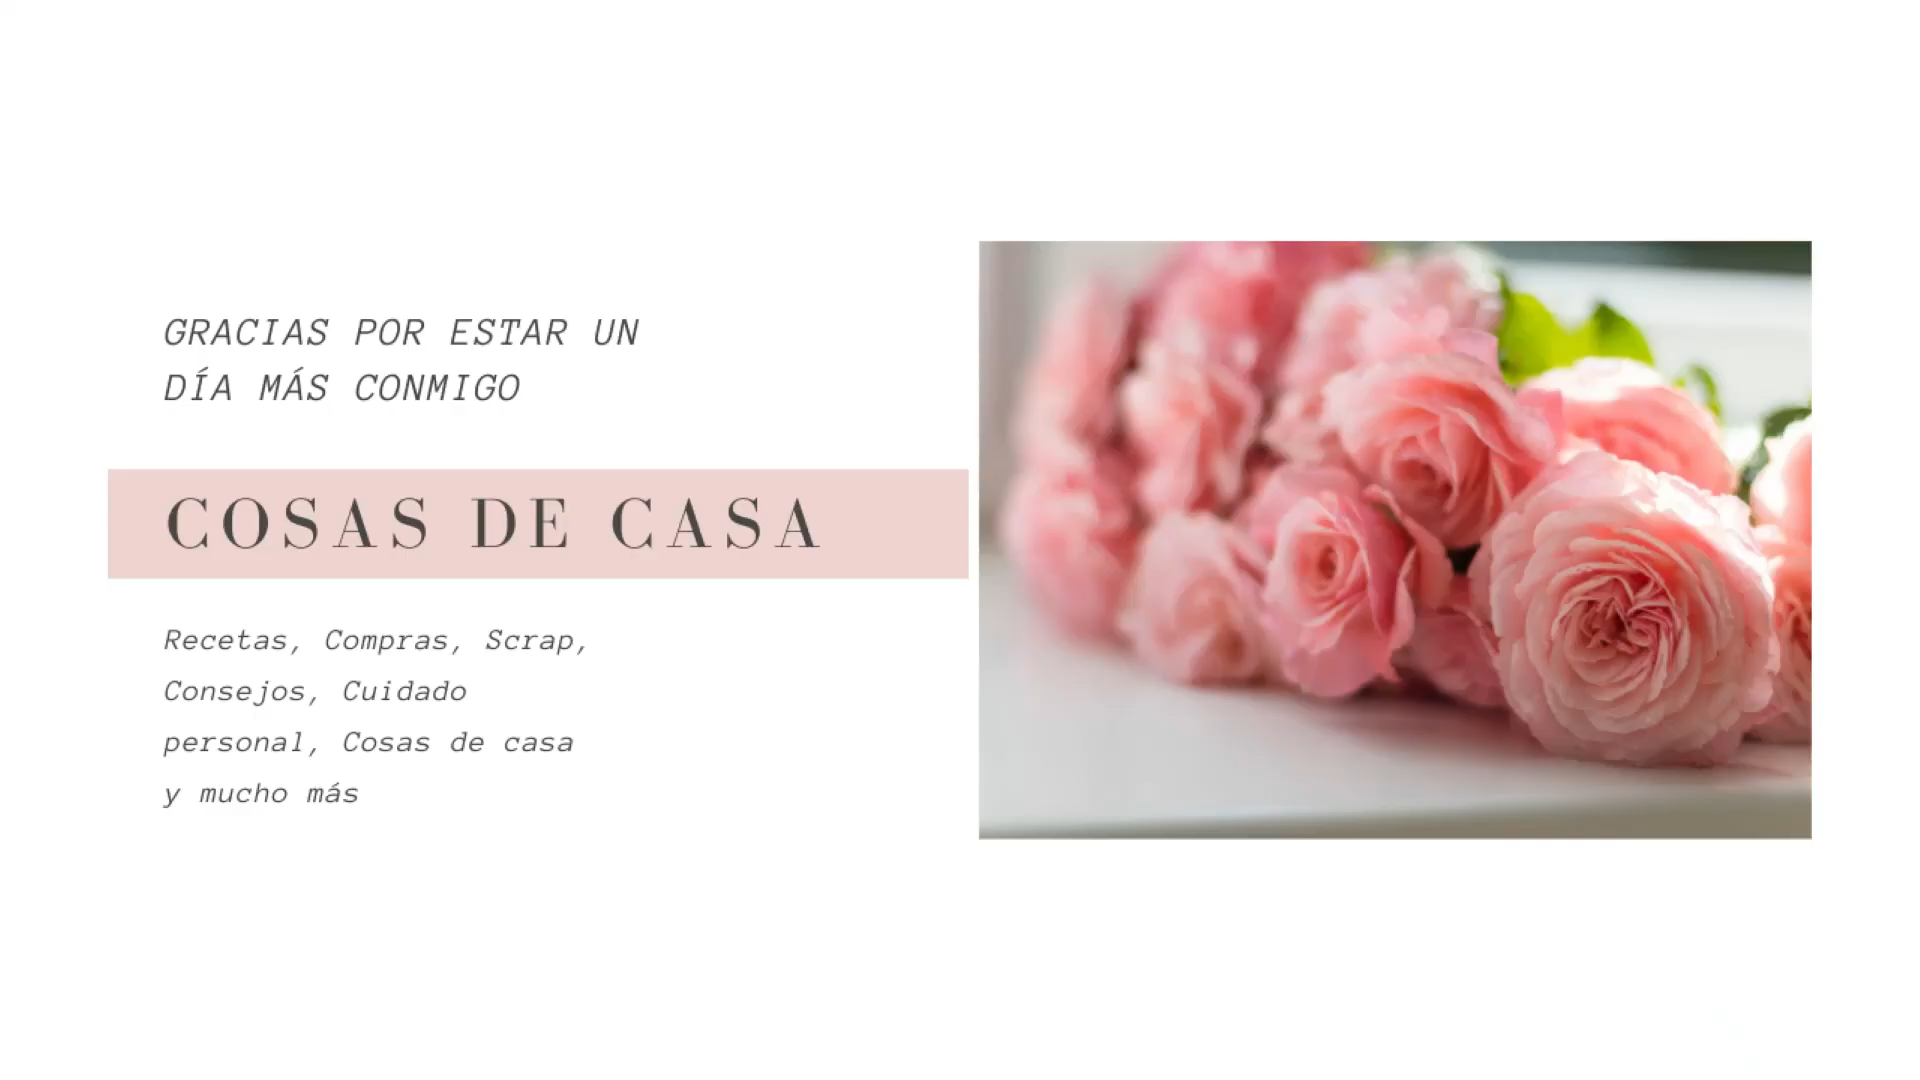 GRACIAS POR ESTAR UN
DÍA MÁS CONMIGO
COSAS DE CASA
Recetas, Compras, Scrap,
Consejos, Cuidado
personal, Cosas de casa
y mucho más